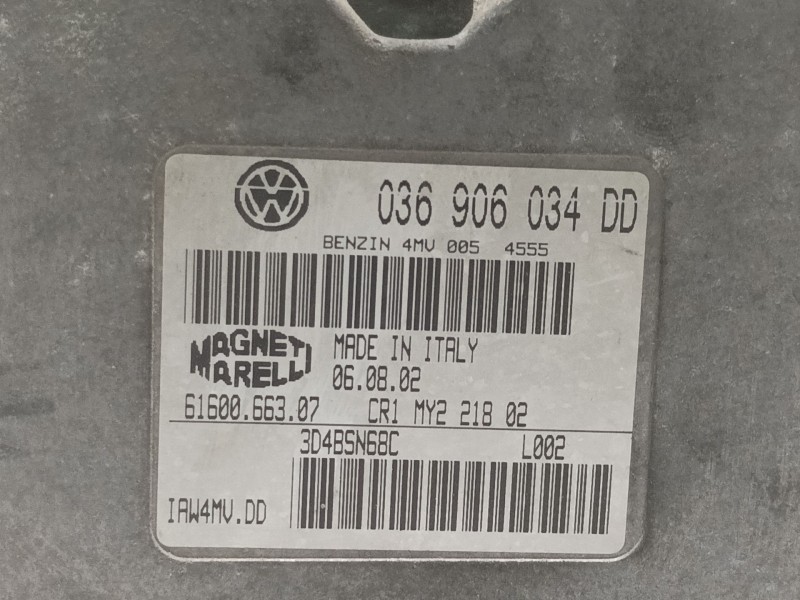 036 906 034 DD
BENZIN 4MV 005 4555
MAGNETI MARELLI
MADE IN ITALY
06.08.02
61600.663.07 CR1 MY2 218 02
3D4BSN68C L002
IAW4MV.DD